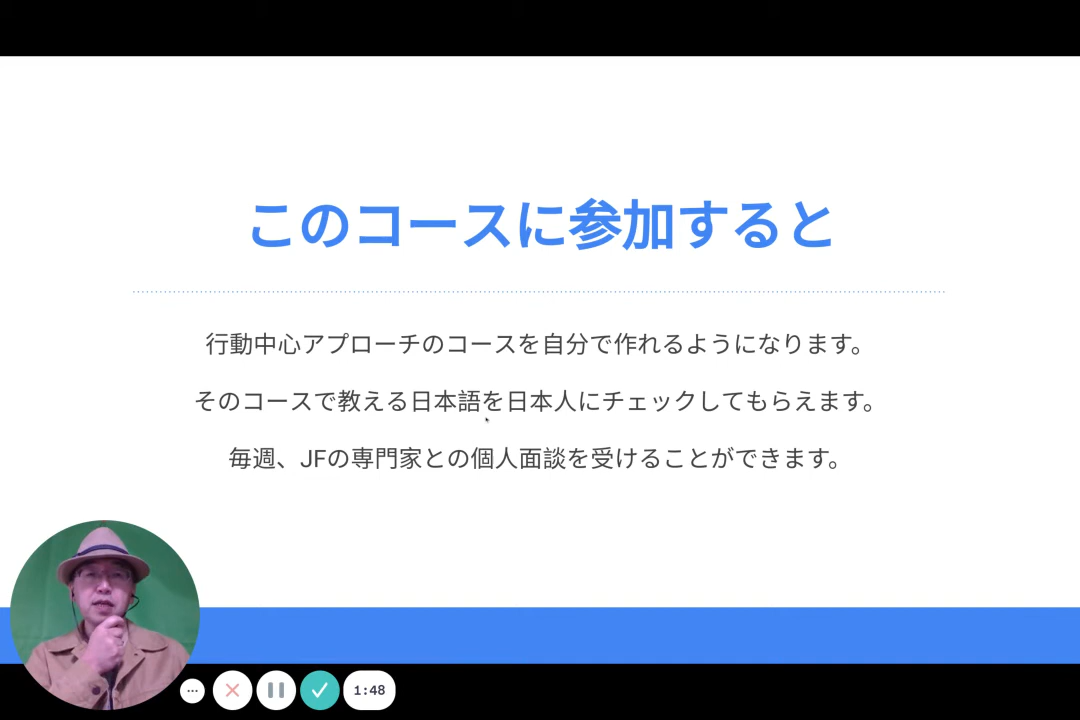 このコースに参加すると
行動中心アプローチのコースを自分で作れるようになります。
そのコースで教える日本語を日本人にチェックしてもらえます。
毎週、JFの専門家との個人面談を受けることができます。
1:48